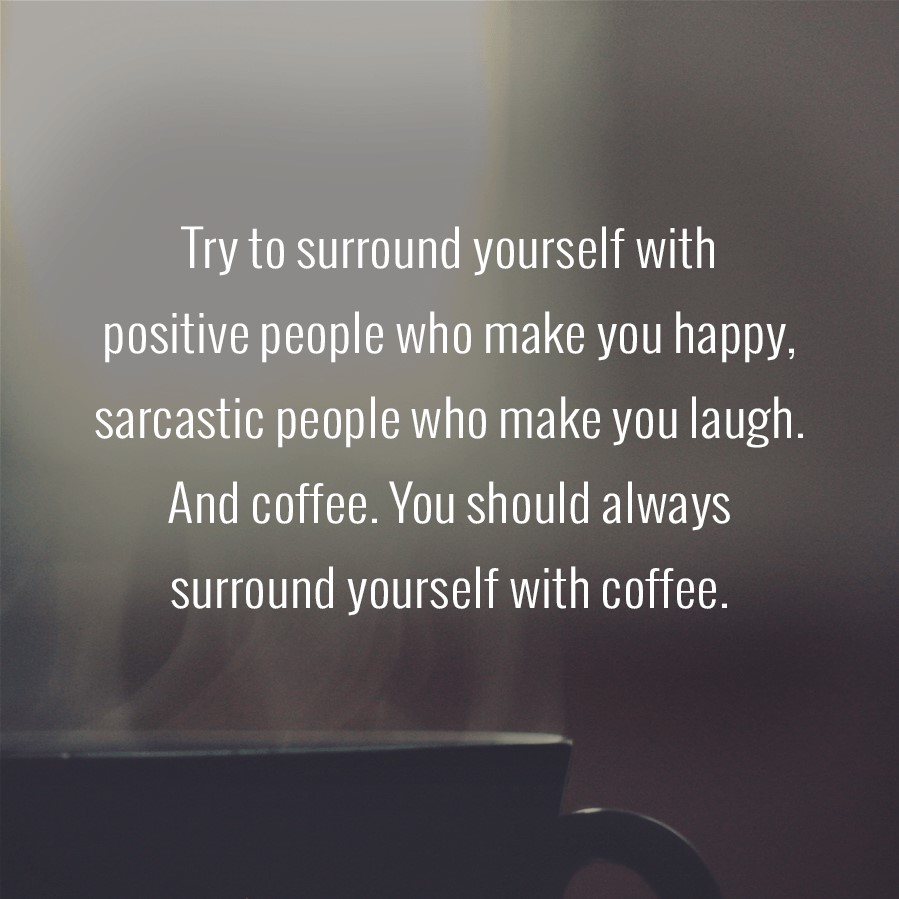 Try to surround yourself with
positive people who make you happy,
sarcastic people who make you laugh.
And coffee. You should always
surround yourself with coffee.